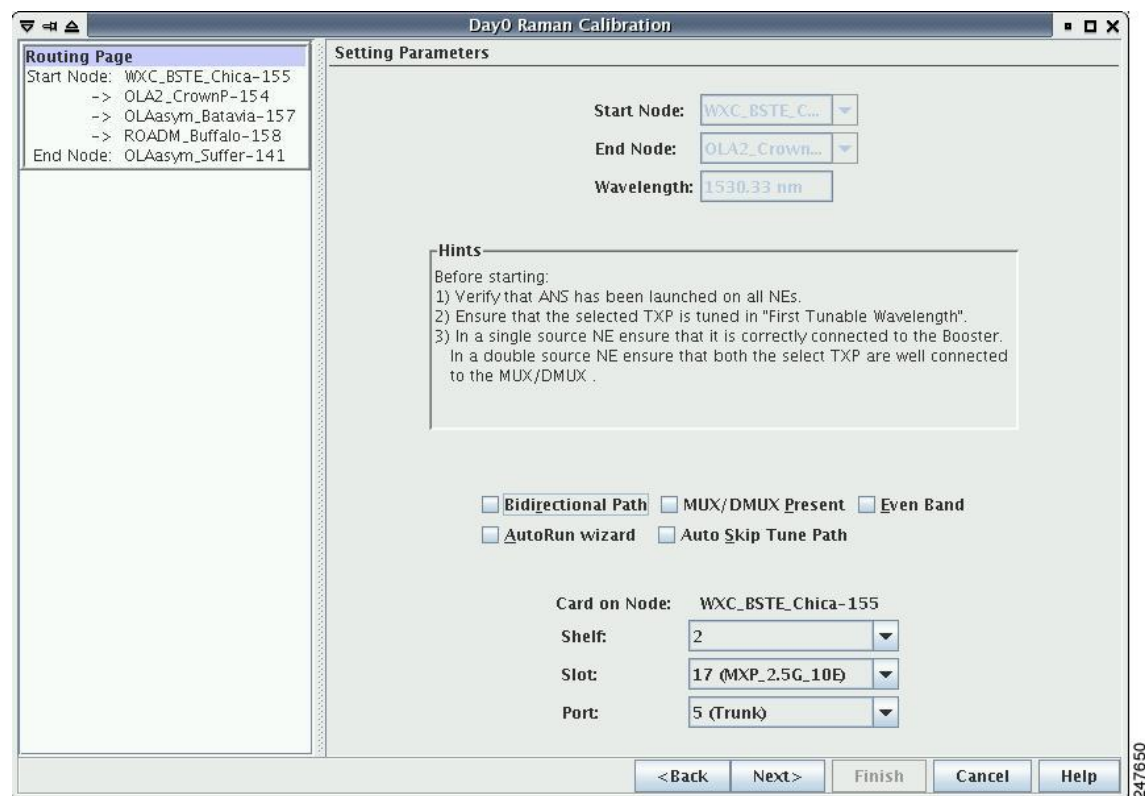 Day0 Raman Calibration
Routing Page
Start Node: WXC_BSTE_Chica-155
-> OLA2_CrownP-154
-> OLAasym_Batavia-157
-> ROADM_Buffalo-158
End Node: OLAasym_Suffer-141
Setting Parameters
Start Node: WXC_BSTE_C...
End Node: OLA2_Crown...
Wavelength: 1530.33 nm
Hints
Before starting:
1) Verify that ANS has been launched on all NEs.
2) Ensure that the selected TXP is tuned in "First Tunable Wavelength".
3) In a single source NE ensure that it is correctly connected to the Booster.
In a double source NE ensure that both the select TXP are well connected
to the MUX/DMUX .
Bidirectional Path MUX/DMUX Present Even Band
AutoRun wizard Auto Skip Tune Path
Card on Node: WXC_BSTE_Chica-155
Shelf: 2
Slot: 17 (MXP_2.5G_10E)
Port: 5 (Trunk)
<Back Next> Finish Cancel Help
247650